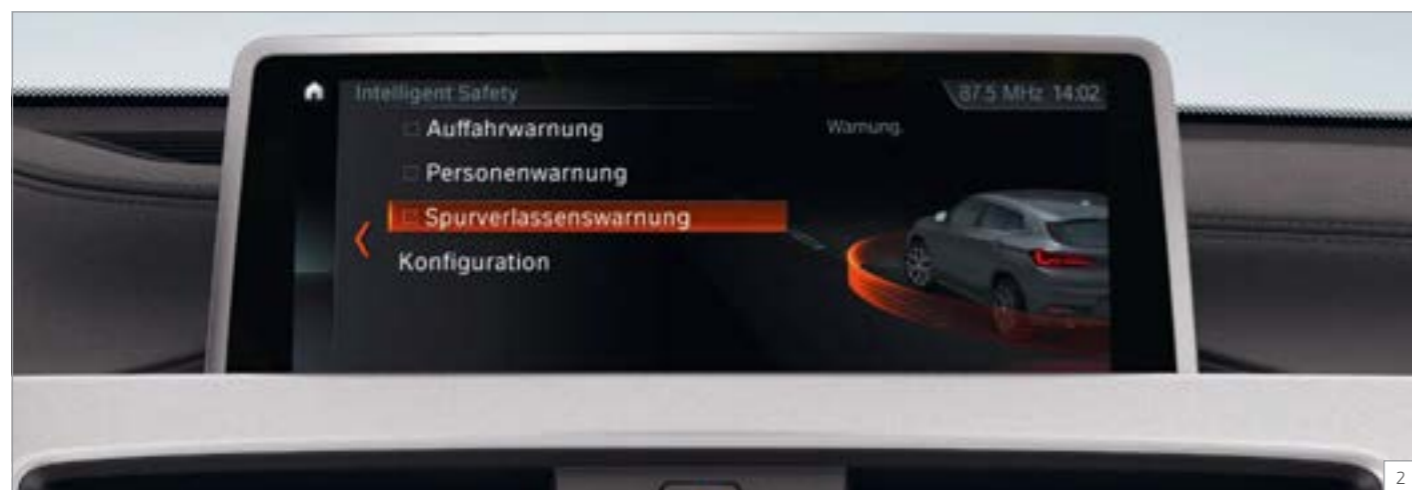 Intelligent Safety
87.5 MHz 14:02
Auffahrwarnung
Warnung.
Personenwarnung
Spurverlassenswarnung
Konfiguration
2